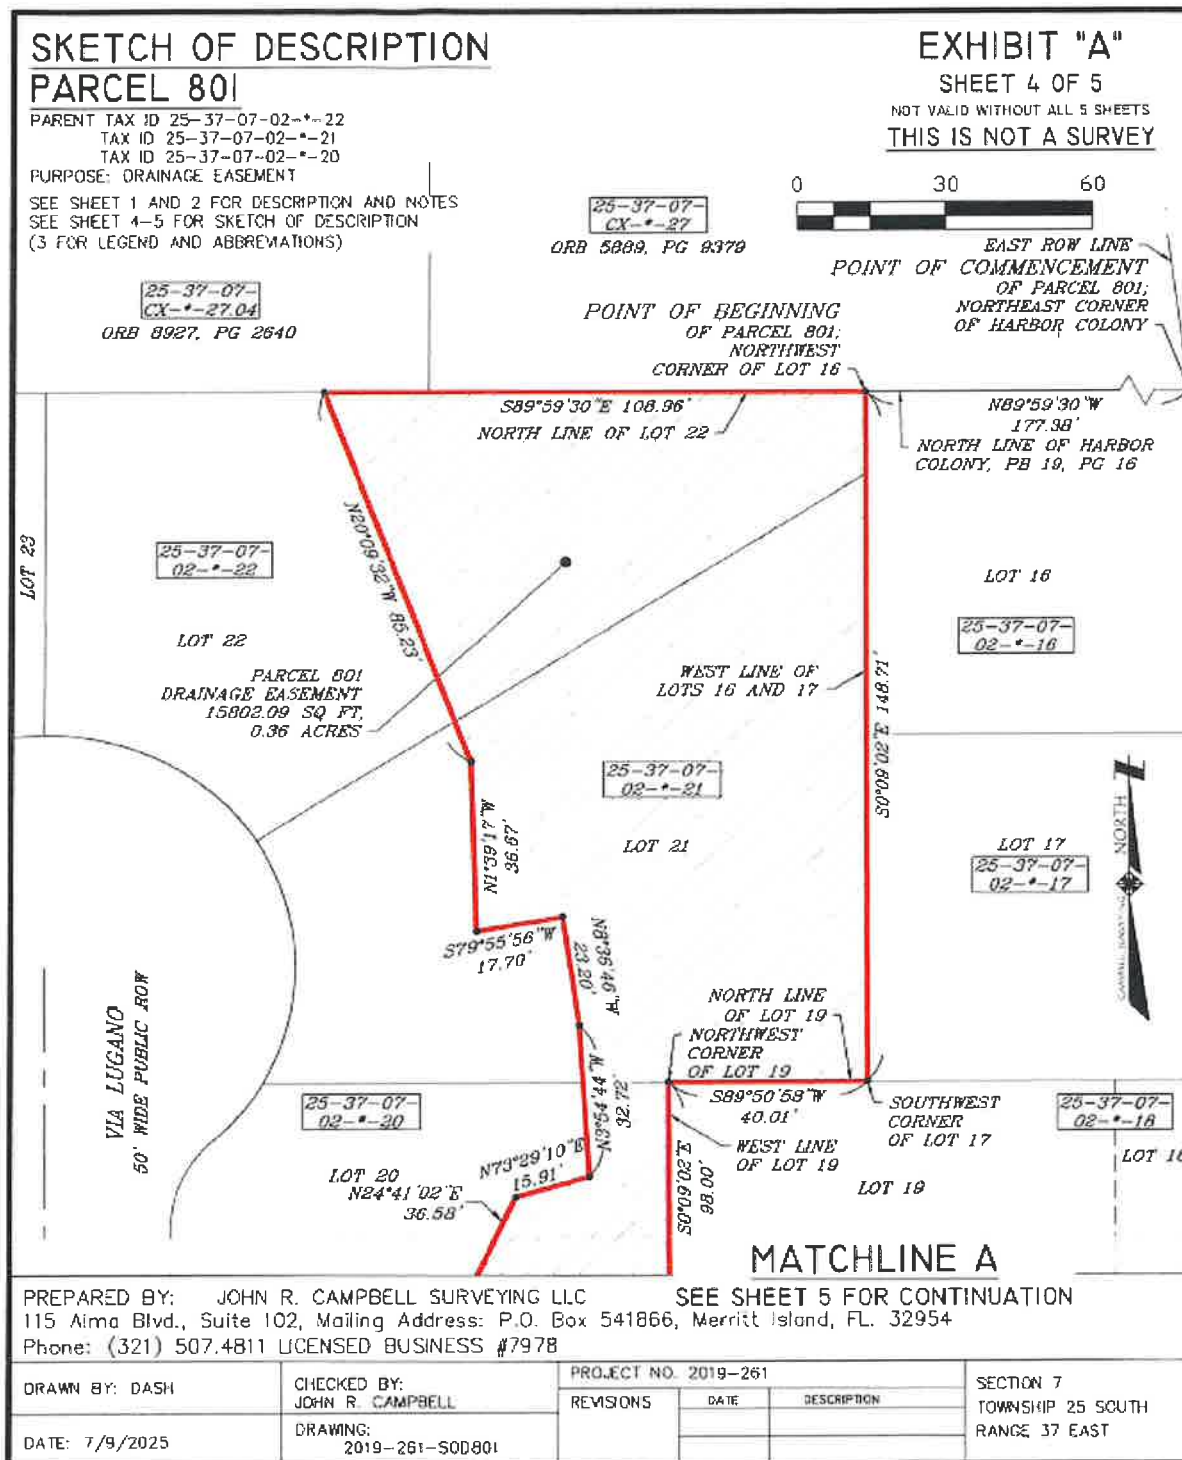 SKETCH OF DESCRIPTION
PARCEL 801
PARENT TAX ID 25-37-07-02-*-22
TAX ID 25-37-07-02-*-21
TAX ID 25-37-07-02-*-20
PURPOSE: DRAINAGE EASEMENT
SEE SHEET 1 AND 2 FOR DESCRIPTION AND NOTES
SEE SHEET 4-5 FOR SKETCH OF DESCRIPTION
(3 FOR LEGEND AND ABBREVIATIONS)
EXHIBIT "A"
SHEET 4 OF 5
NOT VALID WITHOUT ALL 5 SHEETS
THIS IS NOT A SURVEY
0 30 60
25-37-07-
CX-*-27
ORB 5889, PG 9379
25-37-07-
CX-*-27.04
ORB 8927, PG 2640
EAST ROW LINE
POINT OF COMMENCEMENT
OF PARCEL 801;
NORTHEAST CORNER
OF HARBOR COLONY
POINT OF BEGINNING
OF PARCEL 801;
NORTHWEST
CORNER OF LOT 16
S89°59'30"E 108.96'
NORTH LINE OF LOT 22
N89°59'30"W
177.38'
NORTH LINE OF HARBOR
COLONY, PB 19, PG 16
LOT 23
25-37-07-
02-*-22
LOT 22
N20°09'32"W 85.23'
PARCEL 801
DRAINAGE EASEMENT
15802.09 SQ FT,
0.36 ACRES
LOT 16
25-37-07-
02-*-16
WEST LINE OF
LOTS 16 AND 17
S0°09'02"E 148.71'
25-37-07-
02-*-21
LOT 21
N1°39'17"W
36.67'
LOT 17
25-37-07-
02-*-17
NORTH
CAMPBELL SURVEYING
S79°55'56"W
17.70'
N8°36'46"W
23.20'
VIA LUGANO
50' WIDE PUBLIC ROW
NORTH LINE
OF LOT 19
NORTHWEST
CORNER
OF LOT 19
S89°50'58"W
40.01'
SOUTHWEST
CORNER
OF LOT 17
25-37-07-
02-*-18
LOT 18
25-37-07-
02-*-20
LOT 20
N3°54'44"W
32.72'
N73°29'10"E
15.91'
N24°41'02"E
36.58'
WEST LINE
OF LOT 19
S0°09'02"E
98.00'
LOT 19
MATCHLINE A
SEE SHEET 5 FOR CONTINUATION
PREPARED BY: JOHN R. CAMPBELL SURVEYING LLC
115 Alma Blvd., Suite 102, Mailing Address: P.O. Box 541866, Merritt Island, FL. 32954
Phone: (321) 507.4811 LICENSED BUSINESS #7978
DRAWN BY: DASH
CHECKED BY:
JOHN R. CAMPBELL
PROJECT NO. 2019-261
REVISIONS DATE DESCRIPTION
SECTION 7
TOWNSHIP 25 SOUTH
RANGE 37 EAST
DATE: 7/9/2025
DRAWING:
2019-261-SOD801